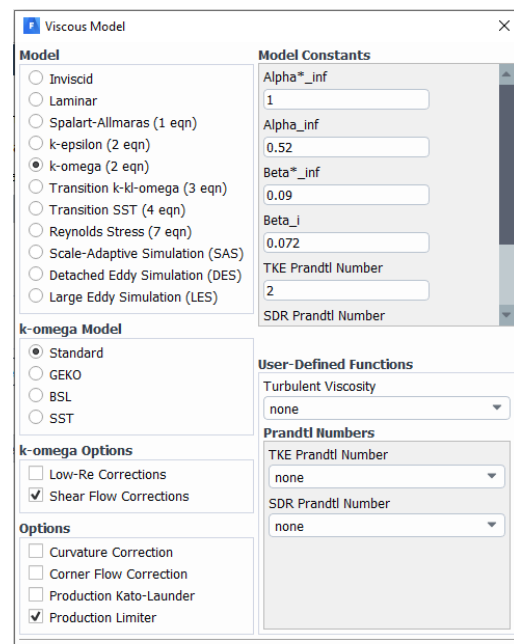 Viscous Model
Model
Inviscid
Laminar
Spalart-Allmaras (1 eqn)
k-epsilon (2 eqn)
k-omega (2 eqn)
Transition k-kl-omega (3 eqn)
Transition SST (4 eqn)
Reynolds Stress (7 eqn)
Scale-Adaptive Simulation (SAS)
Detached Eddy Simulation (DES)
Large Eddy Simulation (LES)
k-omega Model
Standard
GEKO
BSL
SST
k-omega Options
Low-Re Corrections
Shear Flow Corrections
Options
Curvature Correction
Corner Flow Correction
Production Kato-Launder
Production Limiter
Model Constants
Alpha*_inf
1
Alpha_inf
0.52
Beta*_inf
0.09
Beta_i
0.072
TKE Prandtl Number
2
SDR Prandtl Number
User-Defined Functions
Turbulent Viscosity
none
Prandtl Numbers
TKE Prandtl Number
none
SDR Prandtl Number
none